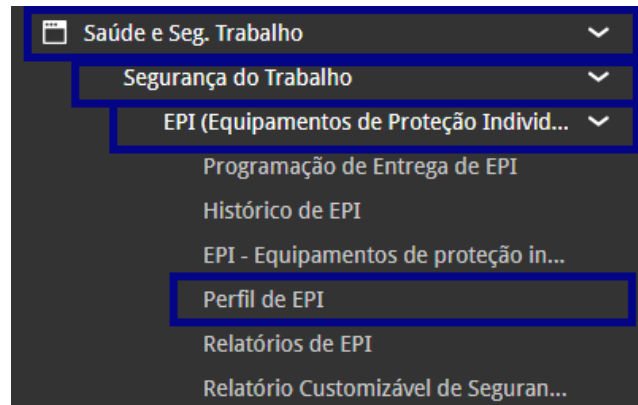 Saúde e Seg. Trabalho
Segurança do Trabalho
EPI (Equipamentos de Proteção Individ...
Programação de Entrega de EPI
Histórico de EPI
EPI - Equipamentos de proteção in...
Perfil de EPI
Relatórios de EPI
Relatório Customizável de Seguran...